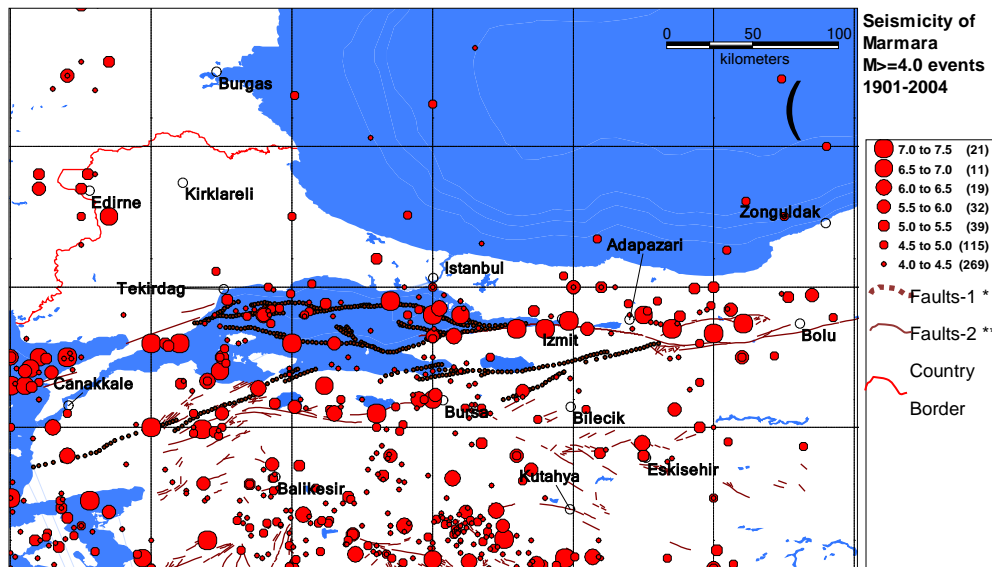 Seismicity of
Marmara
M>=4.0 events
1901-2004
0 50 100
kilometers
Burgas
Kirklareli
Edirne
Zonguldak
Adapazari
Istanbul
Tekirdag
Izmit
Bolu
Canakkale
Bursa
Bilecik
Eskisehir
Kutahya
Balikesir
7.0 to 7.5 (21)
6.5 to 7.0 (11)
6.0 to 6.5 (19)
5.5 to 6.0 (32)
5.0 to 5.5 (39)
4.5 to 5.0 (115)
4.0 to 4.5 (269)
Faults-1 *
Faults-2 **
Country
Border